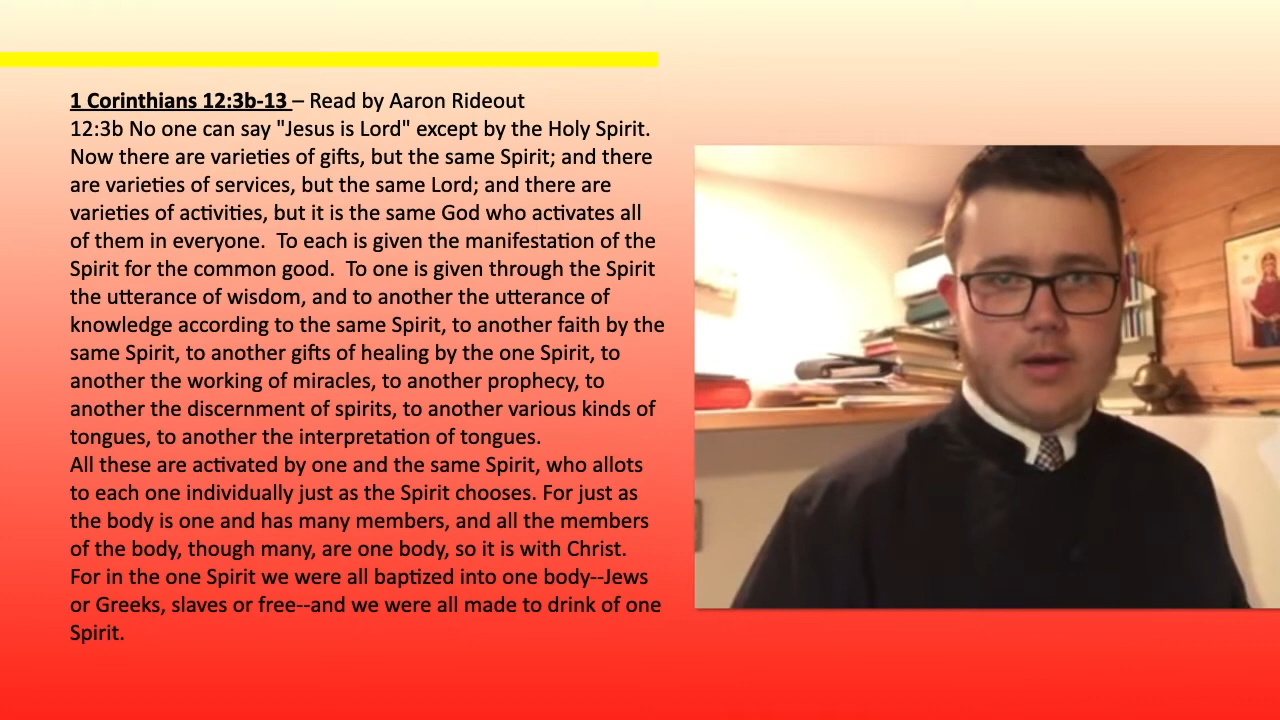 1 Corinthians 12:3b-13 – Read by Aaron Rideout
12:3b No one can say "Jesus is Lord" except by the Holy Spirit.
Now there are varieties of gifts, but the same Spirit; and there
are varieties of services, but the same Lord; and there are
varieties of activities, but it is the same God who activates all
of them in everyone.  To each is given the manifestation of the
Spirit for the common good.  To one is given through the Spirit
the utterance of wisdom, and to another the utterance of
knowledge according to the same Spirit, to another faith by the
same Spirit, to another gifts of healing by the one Spirit, to
another the working of miracles, to another prophecy, to
another the discernment of spirits, to another various kinds of
tongues, to another the interpretation of tongues.
All these are activated by one and the same Spirit, who allots
to each one individually just as the Spirit chooses. For just as
the body is one and has many members, and all the members
of the body, though many, are one body, so it is with Christ.
For in the one Spirit we were all baptized into one body--Jews
or Greeks, slaves or free--and we were all made to drink of one
Spirit.